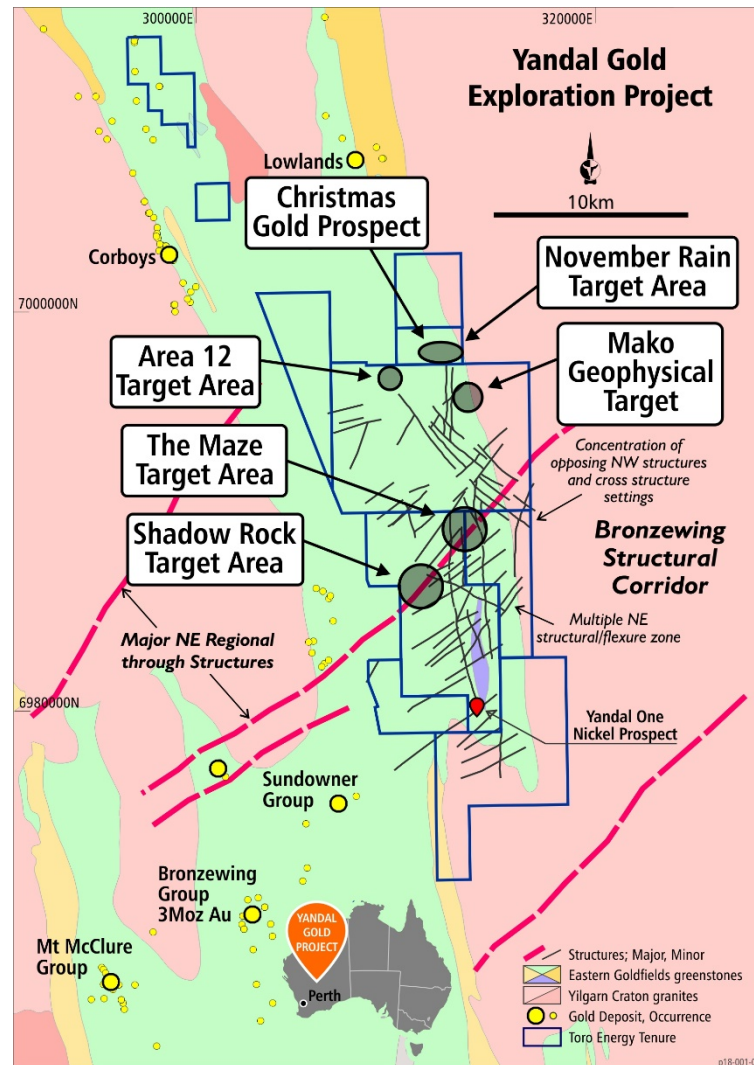 300000E
320000E
Yandal Gold
Exploration Project
10km
Lowlands
Christmas
Gold Prospect
Corboys
November Rain
Target Area
7000000N
Area 12
Target Area
Mako
Geophysical
Target
The Maze
Target Area
Concentration of
opposing NW structures
and cross structure
settings
Shadow Rock
Target Area
Bronzewing
Structural
Corridor
Major NE Regional
through Structures
Multiple NE
structural/flexure zone
6980000N
Yandal One
Nickel Prospect
Sundowner
Group
Bronzewing
Group
3Moz Au
Mt McClure
Group
YANDAL
GOLD
PROJECT
Perth
Structures; Major, Minor
Eastern Goldfields greenstones
Yilgarn Craton granites
Gold Deposit, Occurrence
Toro Energy Tenure